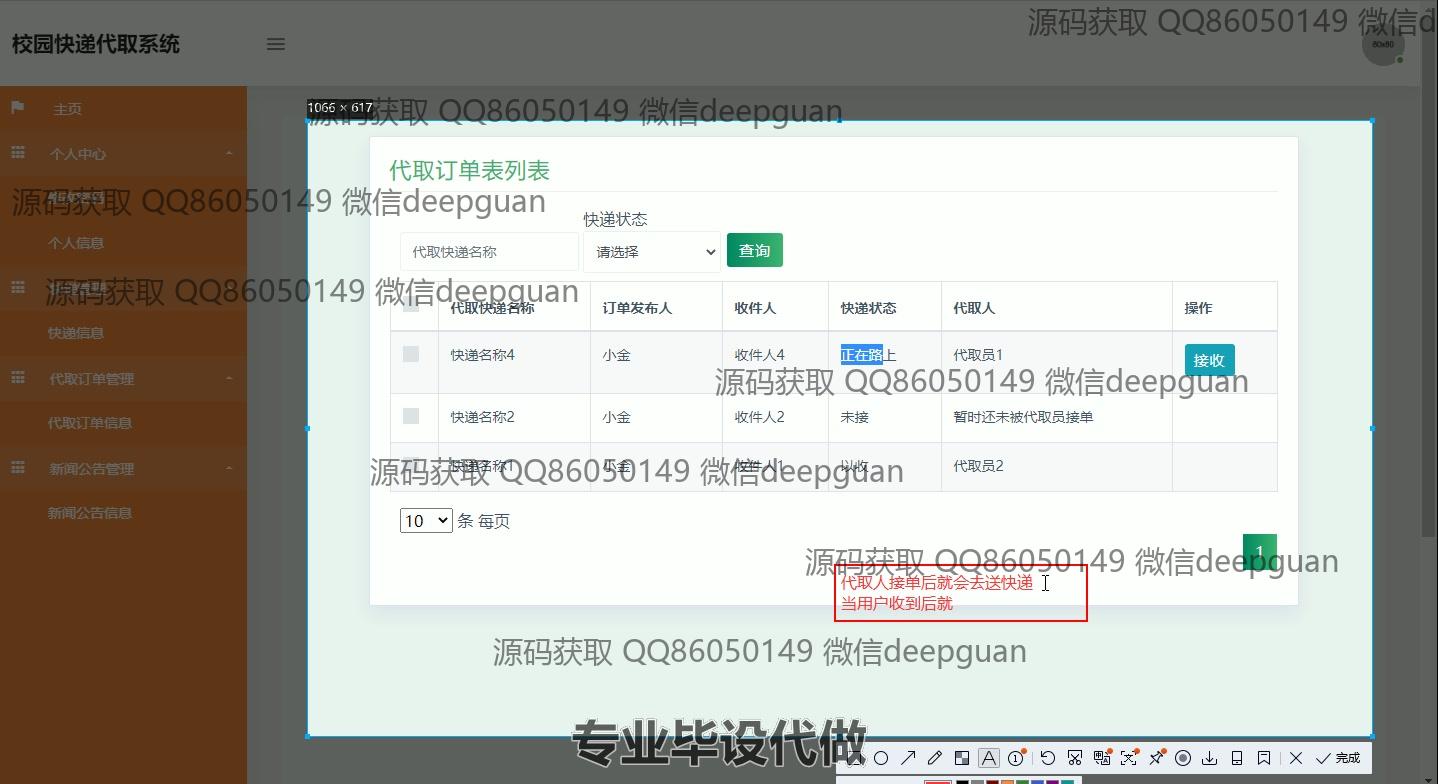 源码获取 QQ86050149 微信d
校园快递代取系统
60x60
1066 × 617
源码获取 QQ86050149 微信deepguan
主页
个人中心
源码获取 QQ86050149 微信deepguan
个人信息
源码获取 QQ86050149 微信deepguan
快递信息
代取订单管理
代取订单信息
新闻公告管理
新闻公告信息
代取订单表列表
快递状态
代取快递名称 请选择 查询
代取快递名称 订单发布人 收件人 快递状态 代取人 操作
快递名称4 小金 收件人4 正在路上 代取员1 接收
源码获取 QQ86050149 微信deepguan
快递名称2 小金 收件人2 未接 暂时还未被代取员接单
快递名称1 小金 收件人1 以收 代取员2
源码获取 QQ86050149 微信deepguan
10 条 每页
1
源码获取 QQ86050149 微信deepguan
代取人接单后就会去送快递
当用户收到后就
源码获取 QQ86050149 微信deepguan
专业毕设代做
完成